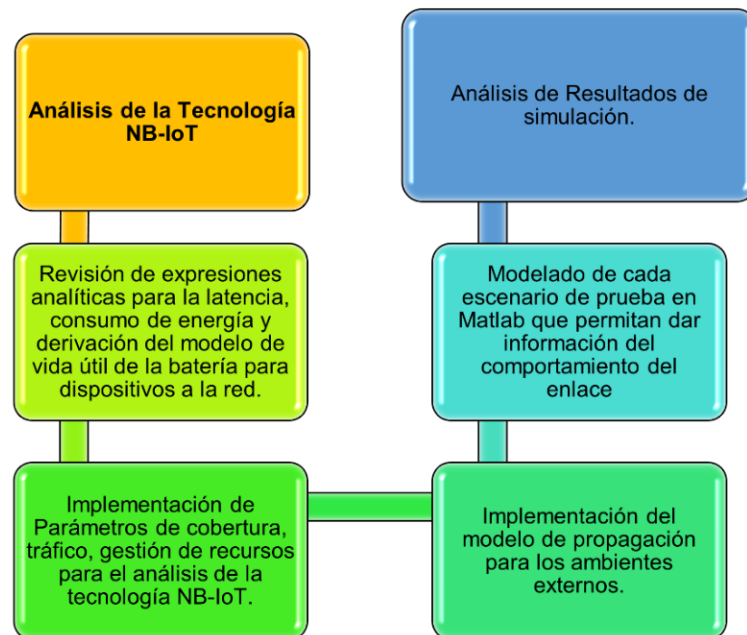 Análisis de la Tecnología
NB-IoT
Revisión de expresiones
analíticas para la latencia,
consumo de energía y
derivación del modelo de
vida útil de la batería para
dispositivos a la red.
Implementación de
Parámetros de cobertura,
tráfico, gestión de recursos
para el análisis de la
tecnología NB-IoT.
Implementación del
modelo de propagación
para los ambientes
externos.
Modelado de cada
escenario de prueba en
Matlab que permitan dar
información del
comportamiento del
enlace
Análisis de Resultados de
simulación.